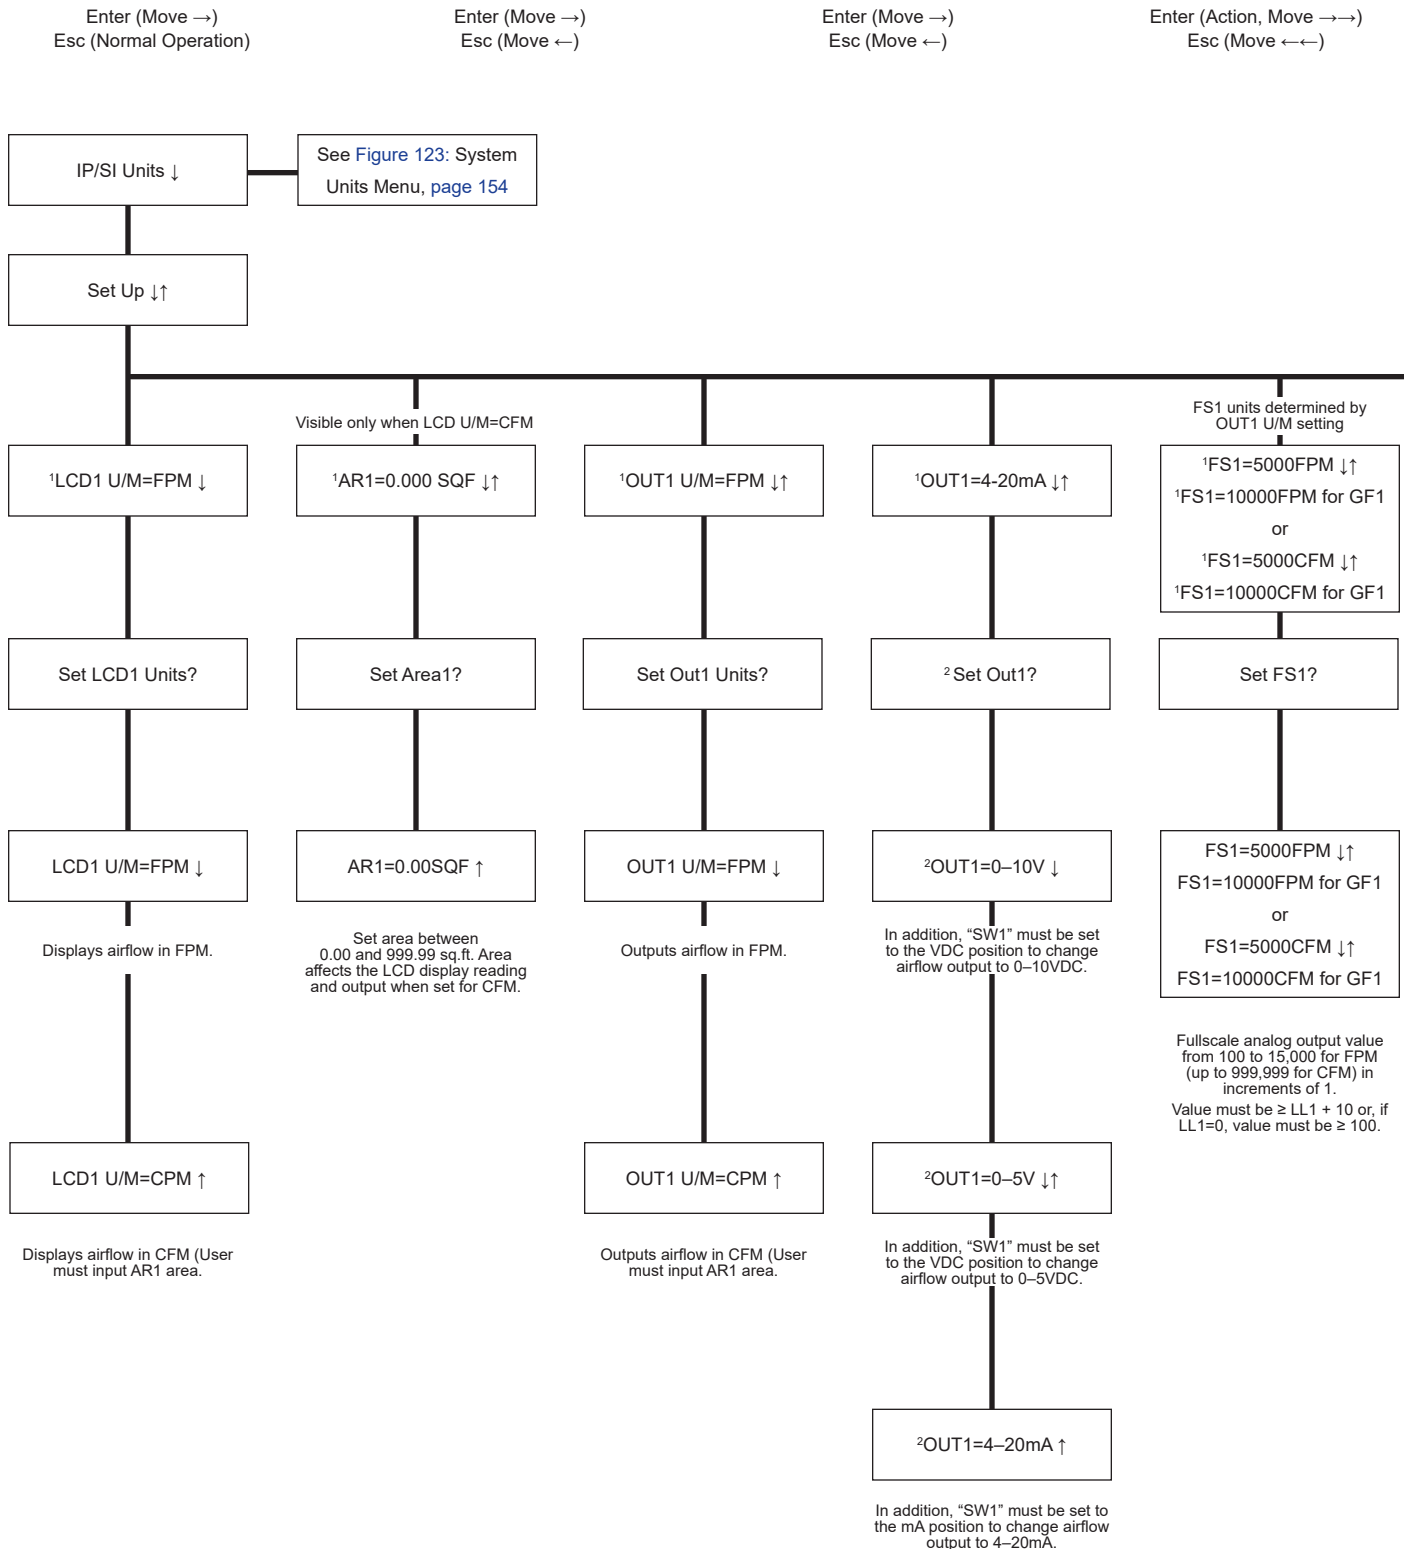 Enter (Move →)
Esc (Normal Operation)
Enter (Move →)
Esc (Move ←)
Enter (Move →)
Esc (Move ←)
Enter (Action, Move →→)
Esc (Move ←←)
IP/SI Units ↓
See Figure 123: System
Units Menu, page 154
Set Up ↓↑
Visible only when LCD U/M=CFM
FS1 units determined by
OUT1 U/M setting
¹LCD1 U/M=FPM ↓
¹AR1=0.000 SQF ↓↑
¹OUT1 U/M=FPM ↓↑
¹OUT1=4-20mA ↓↑
¹FS1=5000FPM ↓↑
¹FS1=10000FPM for GF1
or
¹FS1=5000CFM ↓↑
¹FS1=10000CFM for GF1
Set LCD1 Units?
Set Area1?
Set Out1 Units?
² Set Out1?
Set FS1?
LCD1 U/M=FPM ↓
Displays airflow in FPM.
AR1=0.00SQF ↑
Set area between
0.00 and 999.99 sq.ft. Area
affects the LCD display reading
and output when set for CFM.
OUT1 U/M=FPM ↓
Outputs airflow in FPM.
²OUT1=0–10V ↓
In addition, “SW1” must be set
to the VDC position to change
airflow output to 0–10VDC.
FS1=5000FPM ↓↑
FS1=10000FPM for GF1
or
FS1=5000CFM ↓↑
FS1=10000CFM for GF1
Fullscale analog output value
from 100 to 15,000 for FPM
(up to 999,999 for CFM) in
increments of 1.
Value must be ≥ LL1 + 10 or, if
LL1=0, value must be ≥ 100.
LCD1 U/M=CPM ↑
Displays airflow in CFM (User
must input AR1 area.
OUT1 U/M=CPM ↑
Outputs airflow in CFM (User
must input AR1 area.
²OUT1=0–5V ↓↑
In addition, “SW1” must be set
to the VDC position to change
airflow output to 0–5VDC.
²OUT1=4–20mA ↑
In addition, “SW1” must be set to
the mA position to change airflow
output to 4–20mA.